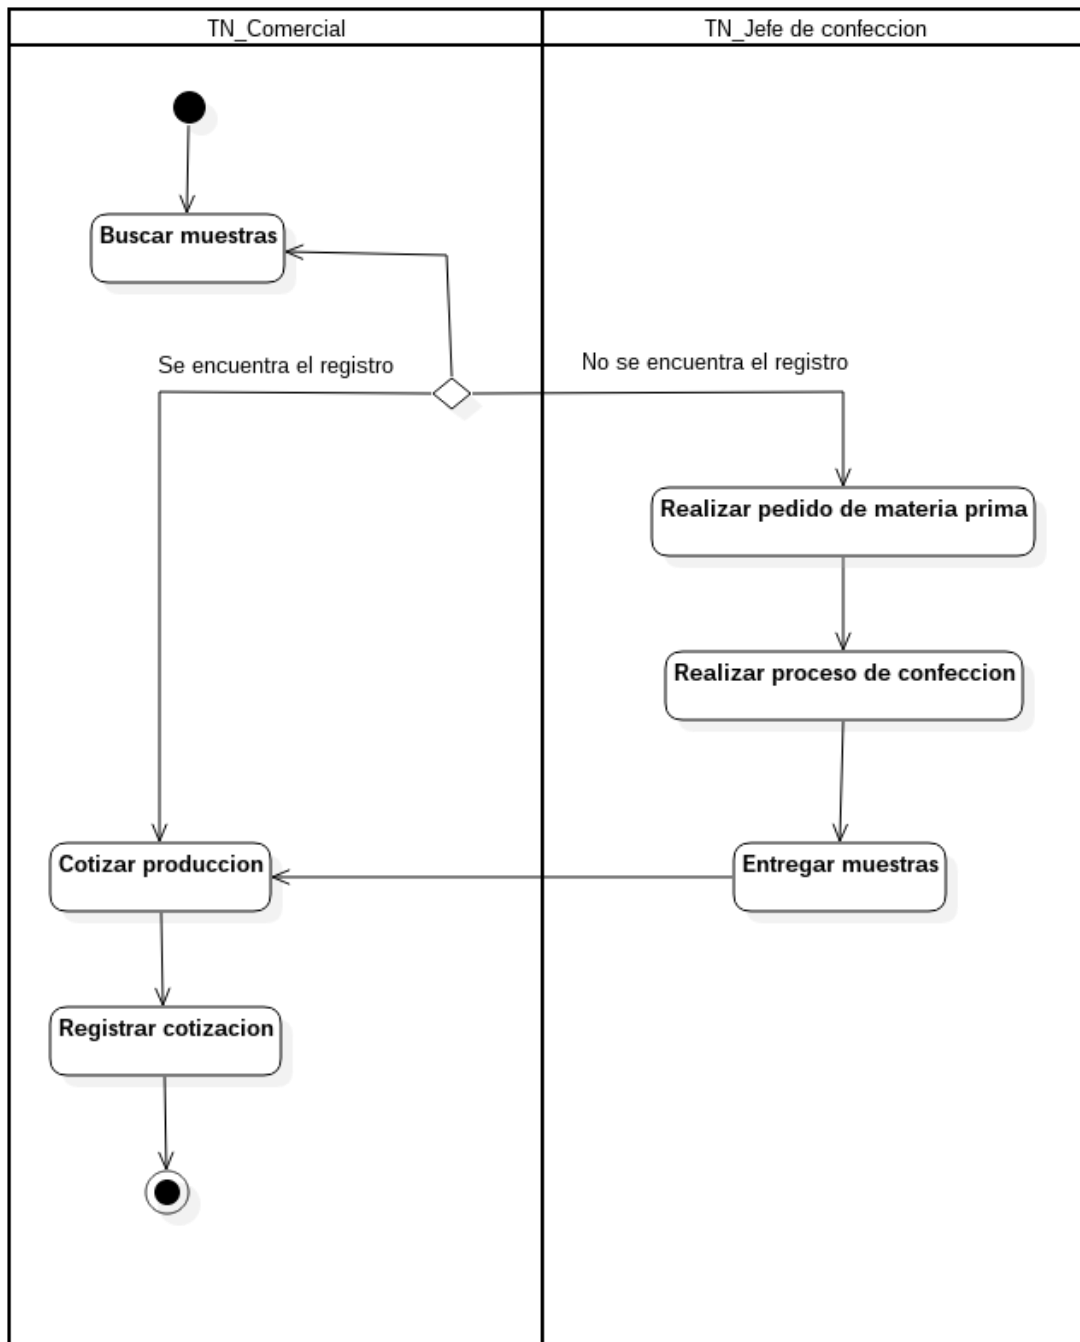 TN_Comercial
TN_Jefe de confeccion
Buscar muestras
Se encuentra el registro
No se encuentra el registro
Realizar pedido de materia prima
Realizar proceso de confeccion
Cotizar produccion
Entregar muestras
Registrar cotizacion